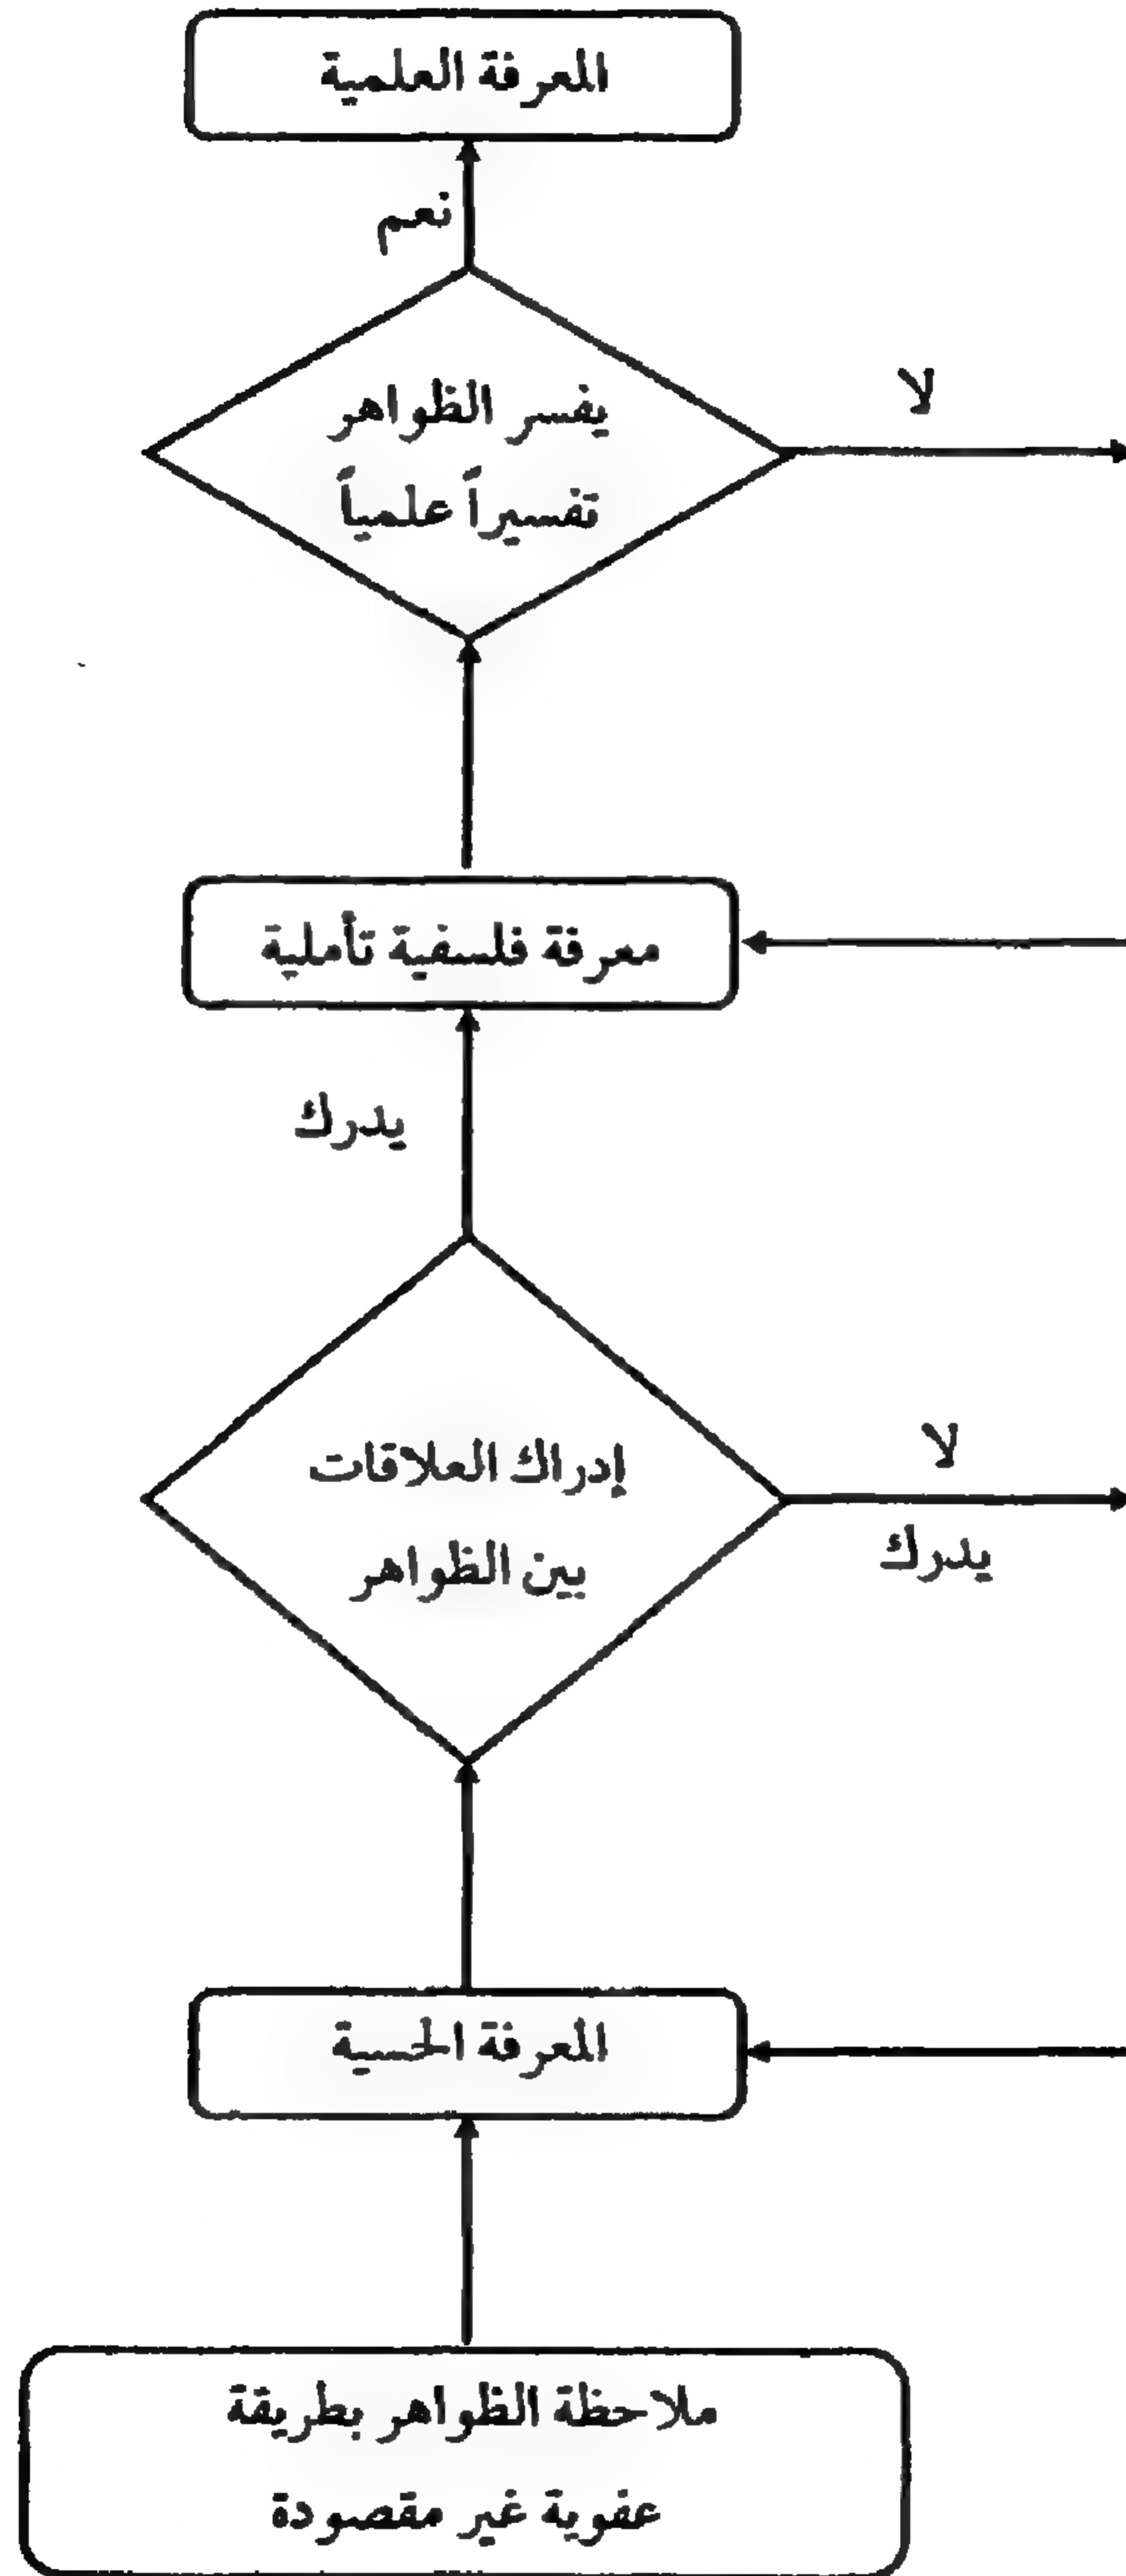 المعرفة العلمية
نعم
يفسر الظواهر
لا
تفسيراً علمياً
معرفة فلسفية تأملية
يدرك
إدراك العلاقات
لا
بين الظواهر
يدرك
المعرفة الحسية
ملاحظة الظواهر بطريقة
عفوية غير مقصودة